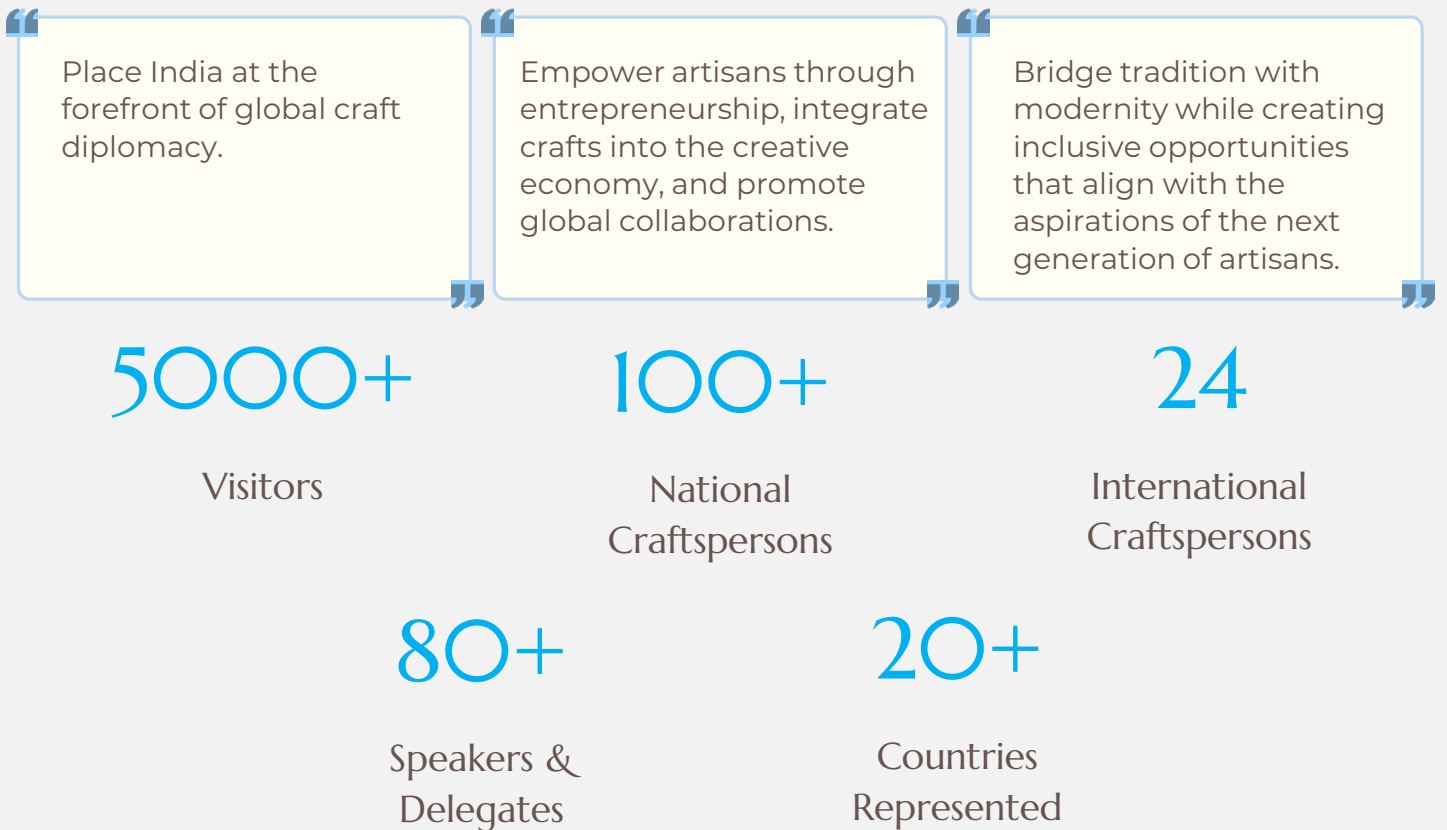 Place India at the
forefront of global craft
diplomacy.
Empower artisans through
entrepreneurship, integrate
crafts into the creative
economy, and promote
global collaborations.
Bridge tradition with
modernity while creating
inclusive opportunities
that align with the
aspirations of the next
generation of artisans.
5000+
Visitors
100+
National
Craftspersons
24
International
Craftspersons
80+
Speakers &
Delegates
20+
Countries
Represented